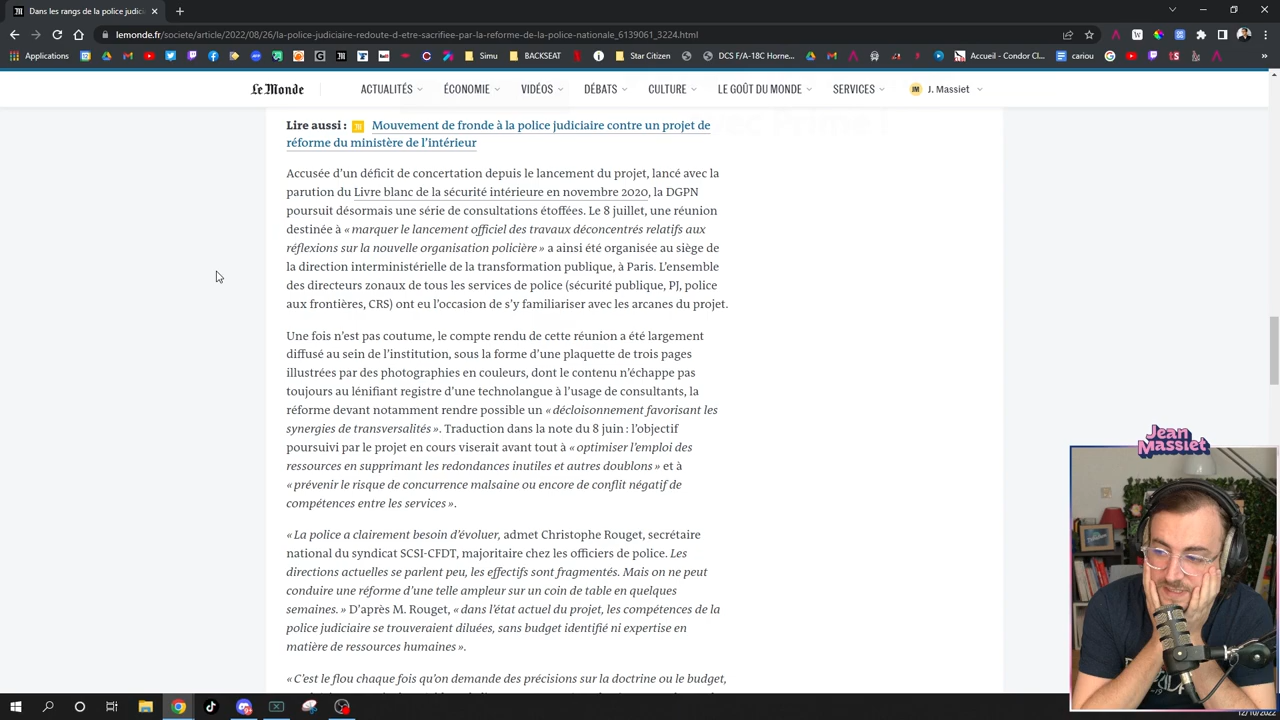 Dans les rangs de la police judic
lemonde.fr/societe/article/2022/08/26/la-police-judiciaire-redoute-d-etre-sacrifiee-par-la-reforme-de-la-police-nationale_6139061_3224.html
Applications
Simu
BACKSEAT
Star Citizen
DCS F/A-18C Horne...
Accueil - Condor Cl...
cariou
Le Monde
ACTUALITÉS
ÉCONOMIE
VIDÉOS
DÉBATS
CULTURE
LE GOÛT DU MONDE
SERVICES
JM
J. Massiet
Lire aussi : Mouvement de fronde à la police judiciaire contre un projet de
réforme du ministère de l’intérieur
Accusée d’un déficit de concertation depuis le lancement du projet, lancé avec la
parution du Livre blanc de la sécurité intérieure en novembre 2020, la DGPN
poursuit désormais une série de consultations étoffées. Le 8 juillet, une réunion
destinée à « marquer le lancement officiel des travaux déconcentrés relatifs aux
réflexions sur la nouvelle organisation policière » a ainsi été organisée au siège de
la direction interministérielle de la transformation publique, à Paris. L’ensemble
des directeurs zonaux de tous les services de police (sécurité publique, PJ, police
aux frontières, CRS) ont eu l’occasion de s’y familiariser avec les arcanes du projet.
Une fois n’est pas coutume, le compte rendu de cette réunion a été largement
diffusé au sein de l’institution, sous la forme d’une plaquette de trois pages
illustrées par des photographies en couleurs, dont le contenu n’échappe pas
toujours au lénifiant registre d’une technolangue à l’usage de consultants, la
réforme devant notamment rendre possible un « décloisonnement favorisant les
synergies de transversalités ». Traduction dans la note du 8 juin : l’objectif
poursuivi par le projet en cours viserait avant tout à « optimiser l’emploi des
ressources en supprimant les redondances inutiles et autres doublons » et à
« prévenir le risque de concurrence malsaine ou encore de conflit négatif de
compétences entre les services ».
« La police a clairement besoin d’évoluer, admet Christophe Rouget, secrétaire
national du syndicat SCSI-CFDT, majoritaire chez les officiers de police. Les
directions actuelles se parlent peu, les effectifs sont fragmentés. Mais on ne peut
conduire une réforme d’une telle ampleur sur un coin de table en quelques
semaines. » D’après M. Rouget, « dans l’état actuel du projet, les compétences de la
police judiciaire se trouveraient diluées, sans budget identifié ni expertise en
matière de ressources humaines ».
« C’est le flou chaque fois qu’on demande des précisions sur la doctrine ou le budget,
Jean
Massiet
12/10/2022